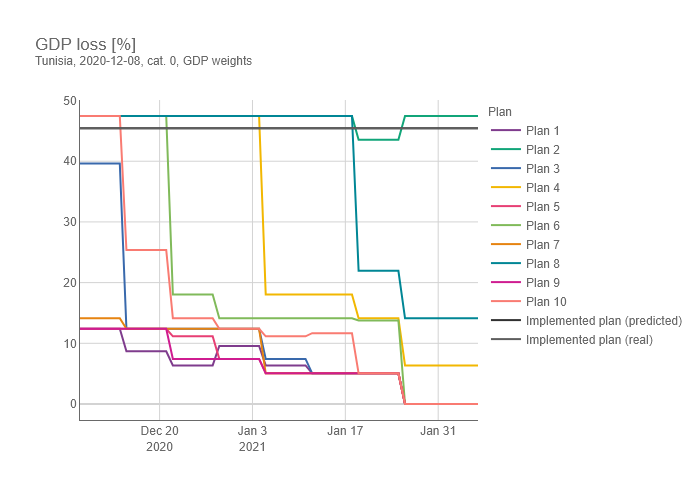 GDP loss [%]
Tunisia, 2020-12-08, cat. 0, GDP weights
50
40
30
20
10
0
Dec 20
2020
Jan 3
2021
Jan 17
Jan 31
Plan
Plan 1
Plan 2
Plan 3
Plan 4
Plan 5
Plan 6
Plan 7
Plan 8
Plan 9
Plan 10
Implemented plan (predicted)
Implemented plan (real)